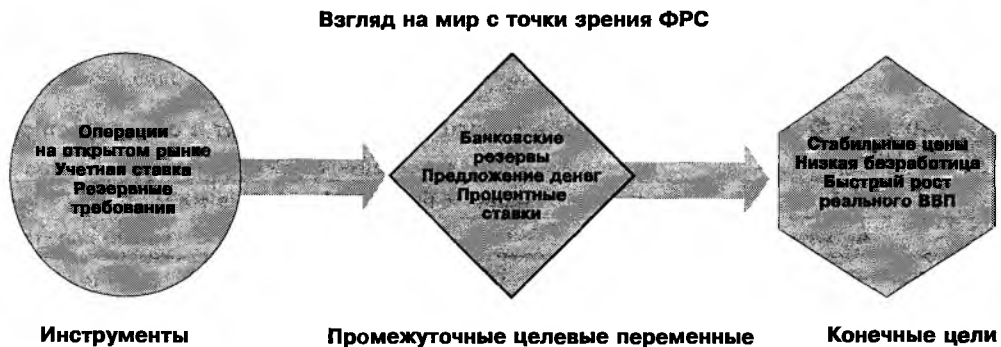 Взгляд на мир с точки зрения ФРС
Операции
на открытом рынке
Учетная ставка
Резервные
требования
Банковские
резервы
Предложение денег
Процентные
ставки
Стабильные цены
Низкая безработица
Быстрый рост
реального ВВП
Инструменты
Промежуточные целевые переменные
Конечные цели